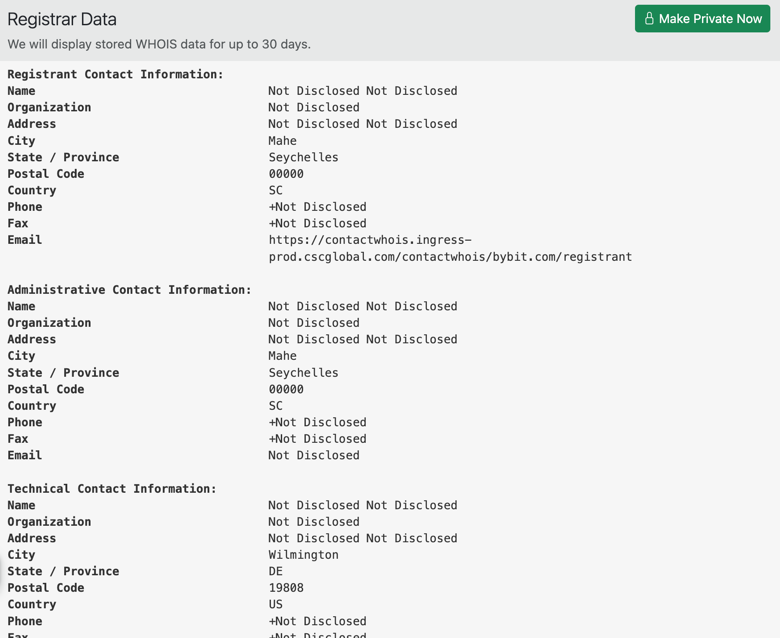 Registrar Data
Make Private Now
We will display stored WHOIS data for up to 30 days.
Registrant Contact Information:
Name Not Disclosed Not Disclosed
Organization Not Disclosed
Address Not Disclosed Not Disclosed
City Mahe
State / Province Seychelles
Postal Code 00000
Country SC
Phone +Not Disclosed
Fax +Not Disclosed
Email https://contactwhois.ingress-
prod.cscglobal.com/contactwhois/bybit.com/registrant
Administrative Contact Information:
Name Not Disclosed Not Disclosed
Organization Not Disclosed
Address Not Disclosed Not Disclosed
City Mahe
State / Province Seychelles
Postal Code 00000
Country SC
Phone +Not Disclosed
Fax +Not Disclosed
Email Not Disclosed
Technical Contact Information:
Name Not Disclosed Not Disclosed
Organization Not Disclosed
Address Not Disclosed Not Disclosed
City Wilmington
State / Province DE
Postal Code 19808
Country US
Phone +Not Disclosed
Fax +Not Disclosed